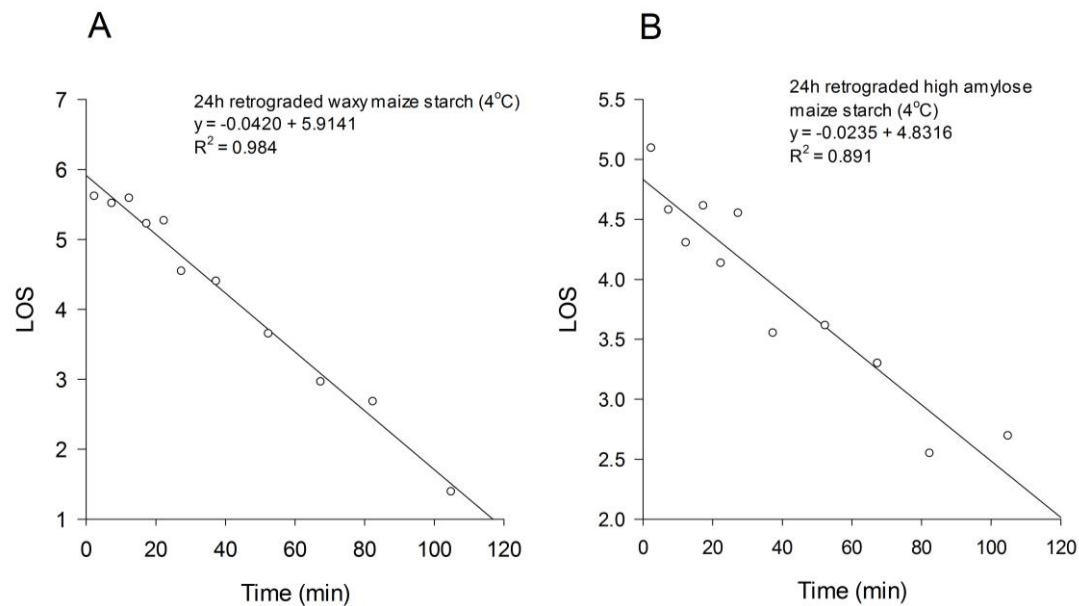 A
24h retrograded waxy maize starch (4°C)
y = -0.0420 + 5.9141
R² = 0.984
7
6
5
4
3
2
1
LOS
0 20 40 60 80 100 120
Time (min)
B
24h retrograded high amylose
maize starch (4°C)
y = -0.0235 + 4.8316
R² = 0.891
5.5
5.0
4.5
4.0
3.5
3.0
2.5
2.0
LOS
0 20 40 60 80 100 120
Time (min)